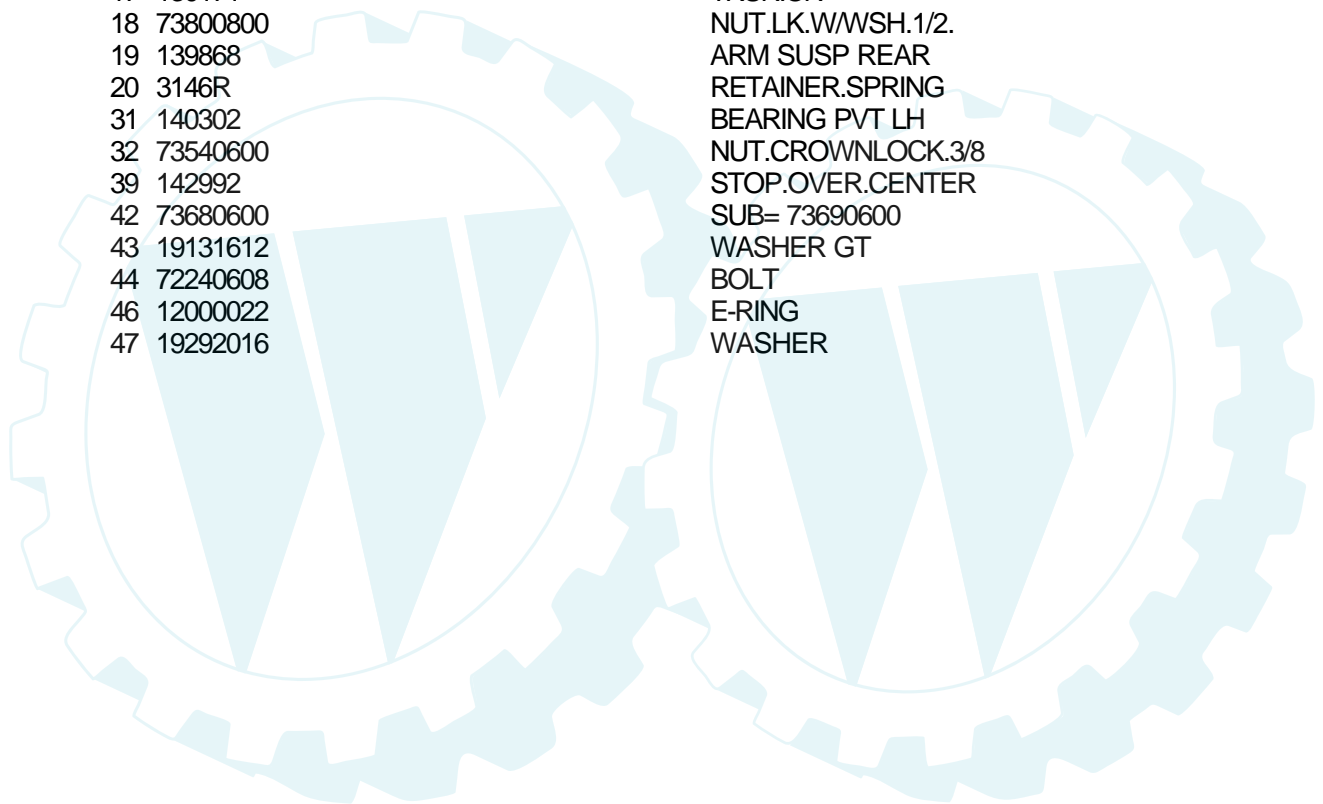 18 73800800 NUT.LK.W/WSH.1/2.
19 139868 ARM SUSP REAR
20 3146R RETAINER.SPRING
31 140302 BEARING PVT LH
32 73540600 NUT.CROWNLOCK.3/8
39 142992 STOP.OVER.CENTER
42 73680600 SUB= 73690600
43 19131612 WASHER GT
44 72240608 BOLT
46 12000022 E-RING
47 19292016 WASHER